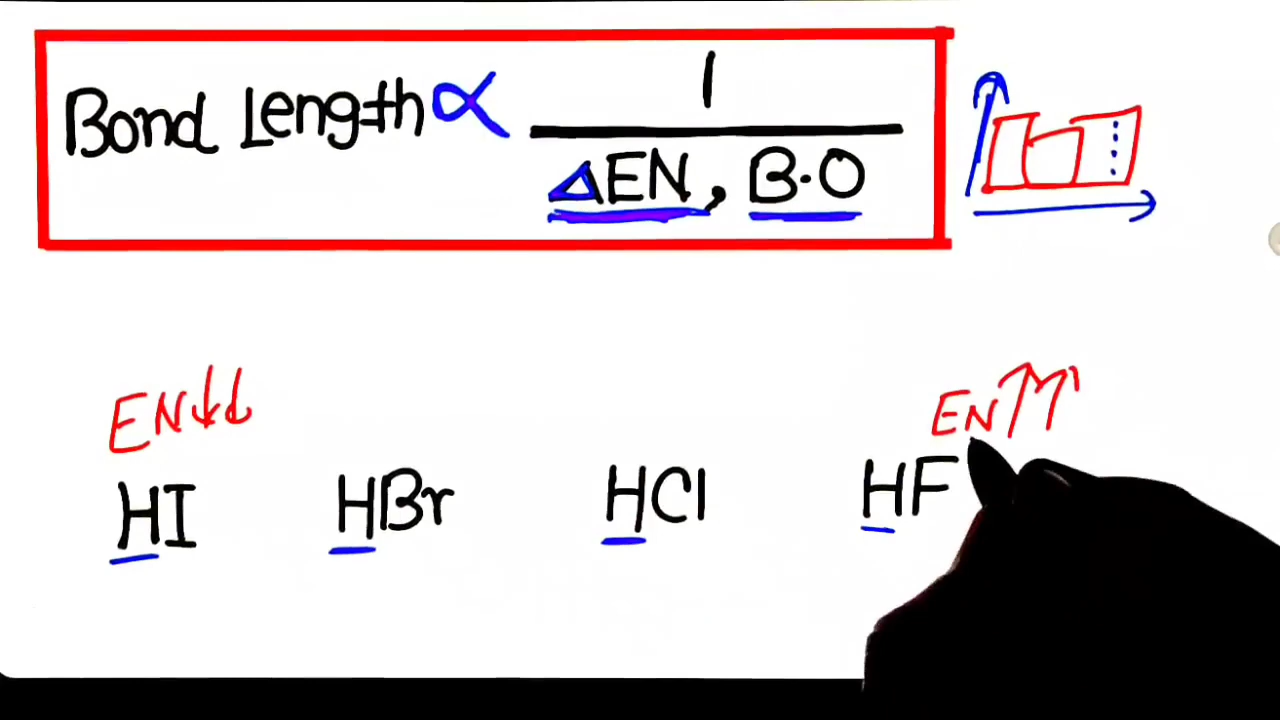 Bond Length ∝ 1
ΔEN, B.O
EN↓↓
EN↑↑
HI HBr HCl HF